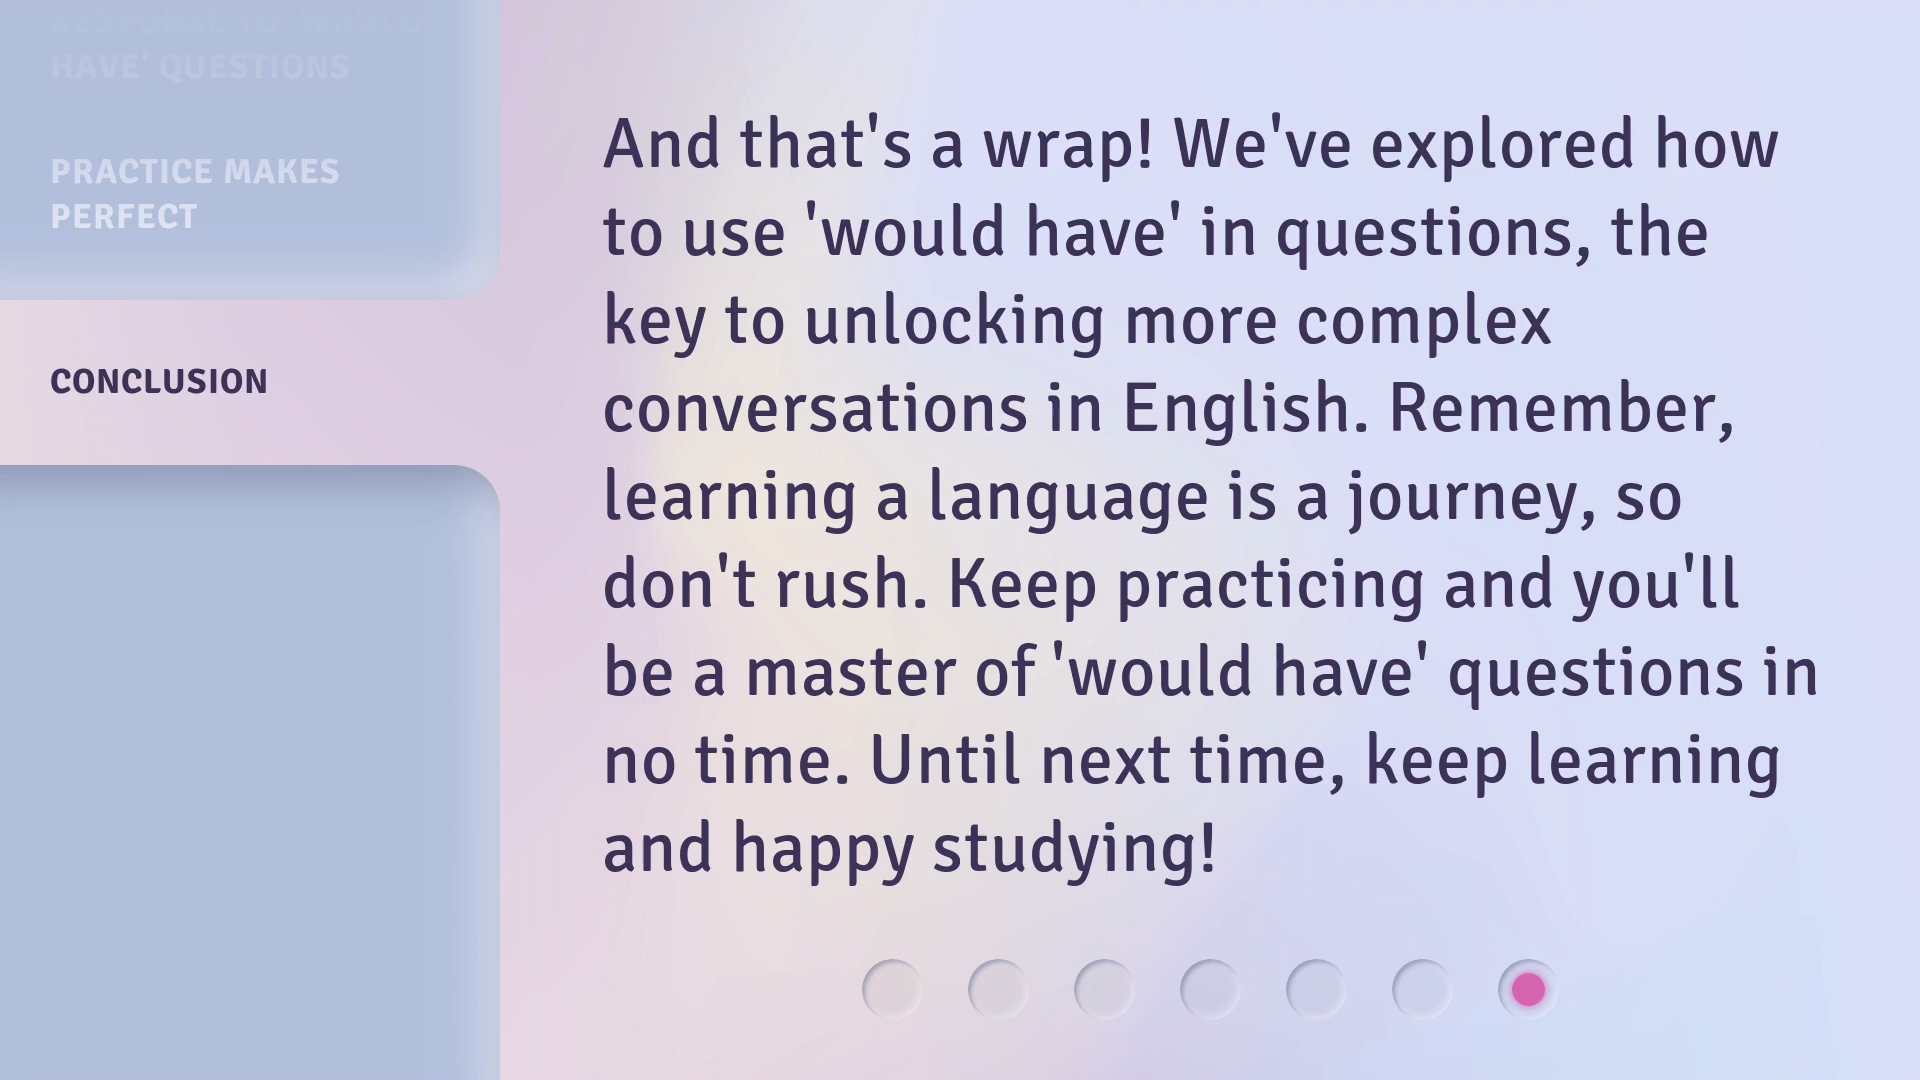 RESPONSE TO 'WOULD
HAVE' QUESTIONS
PRACTICE MAKES
PERFECT
CONCLUSION
And that's a wrap! We've explored how
to use 'would have' in questions, the
key to unlocking more complex
conversations in English. Remember,
learning a language is a journey, so
don't rush. Keep practicing and you'll
be a master of 'would have' questions in
no time. Until next time, keep learning
and happy studying!